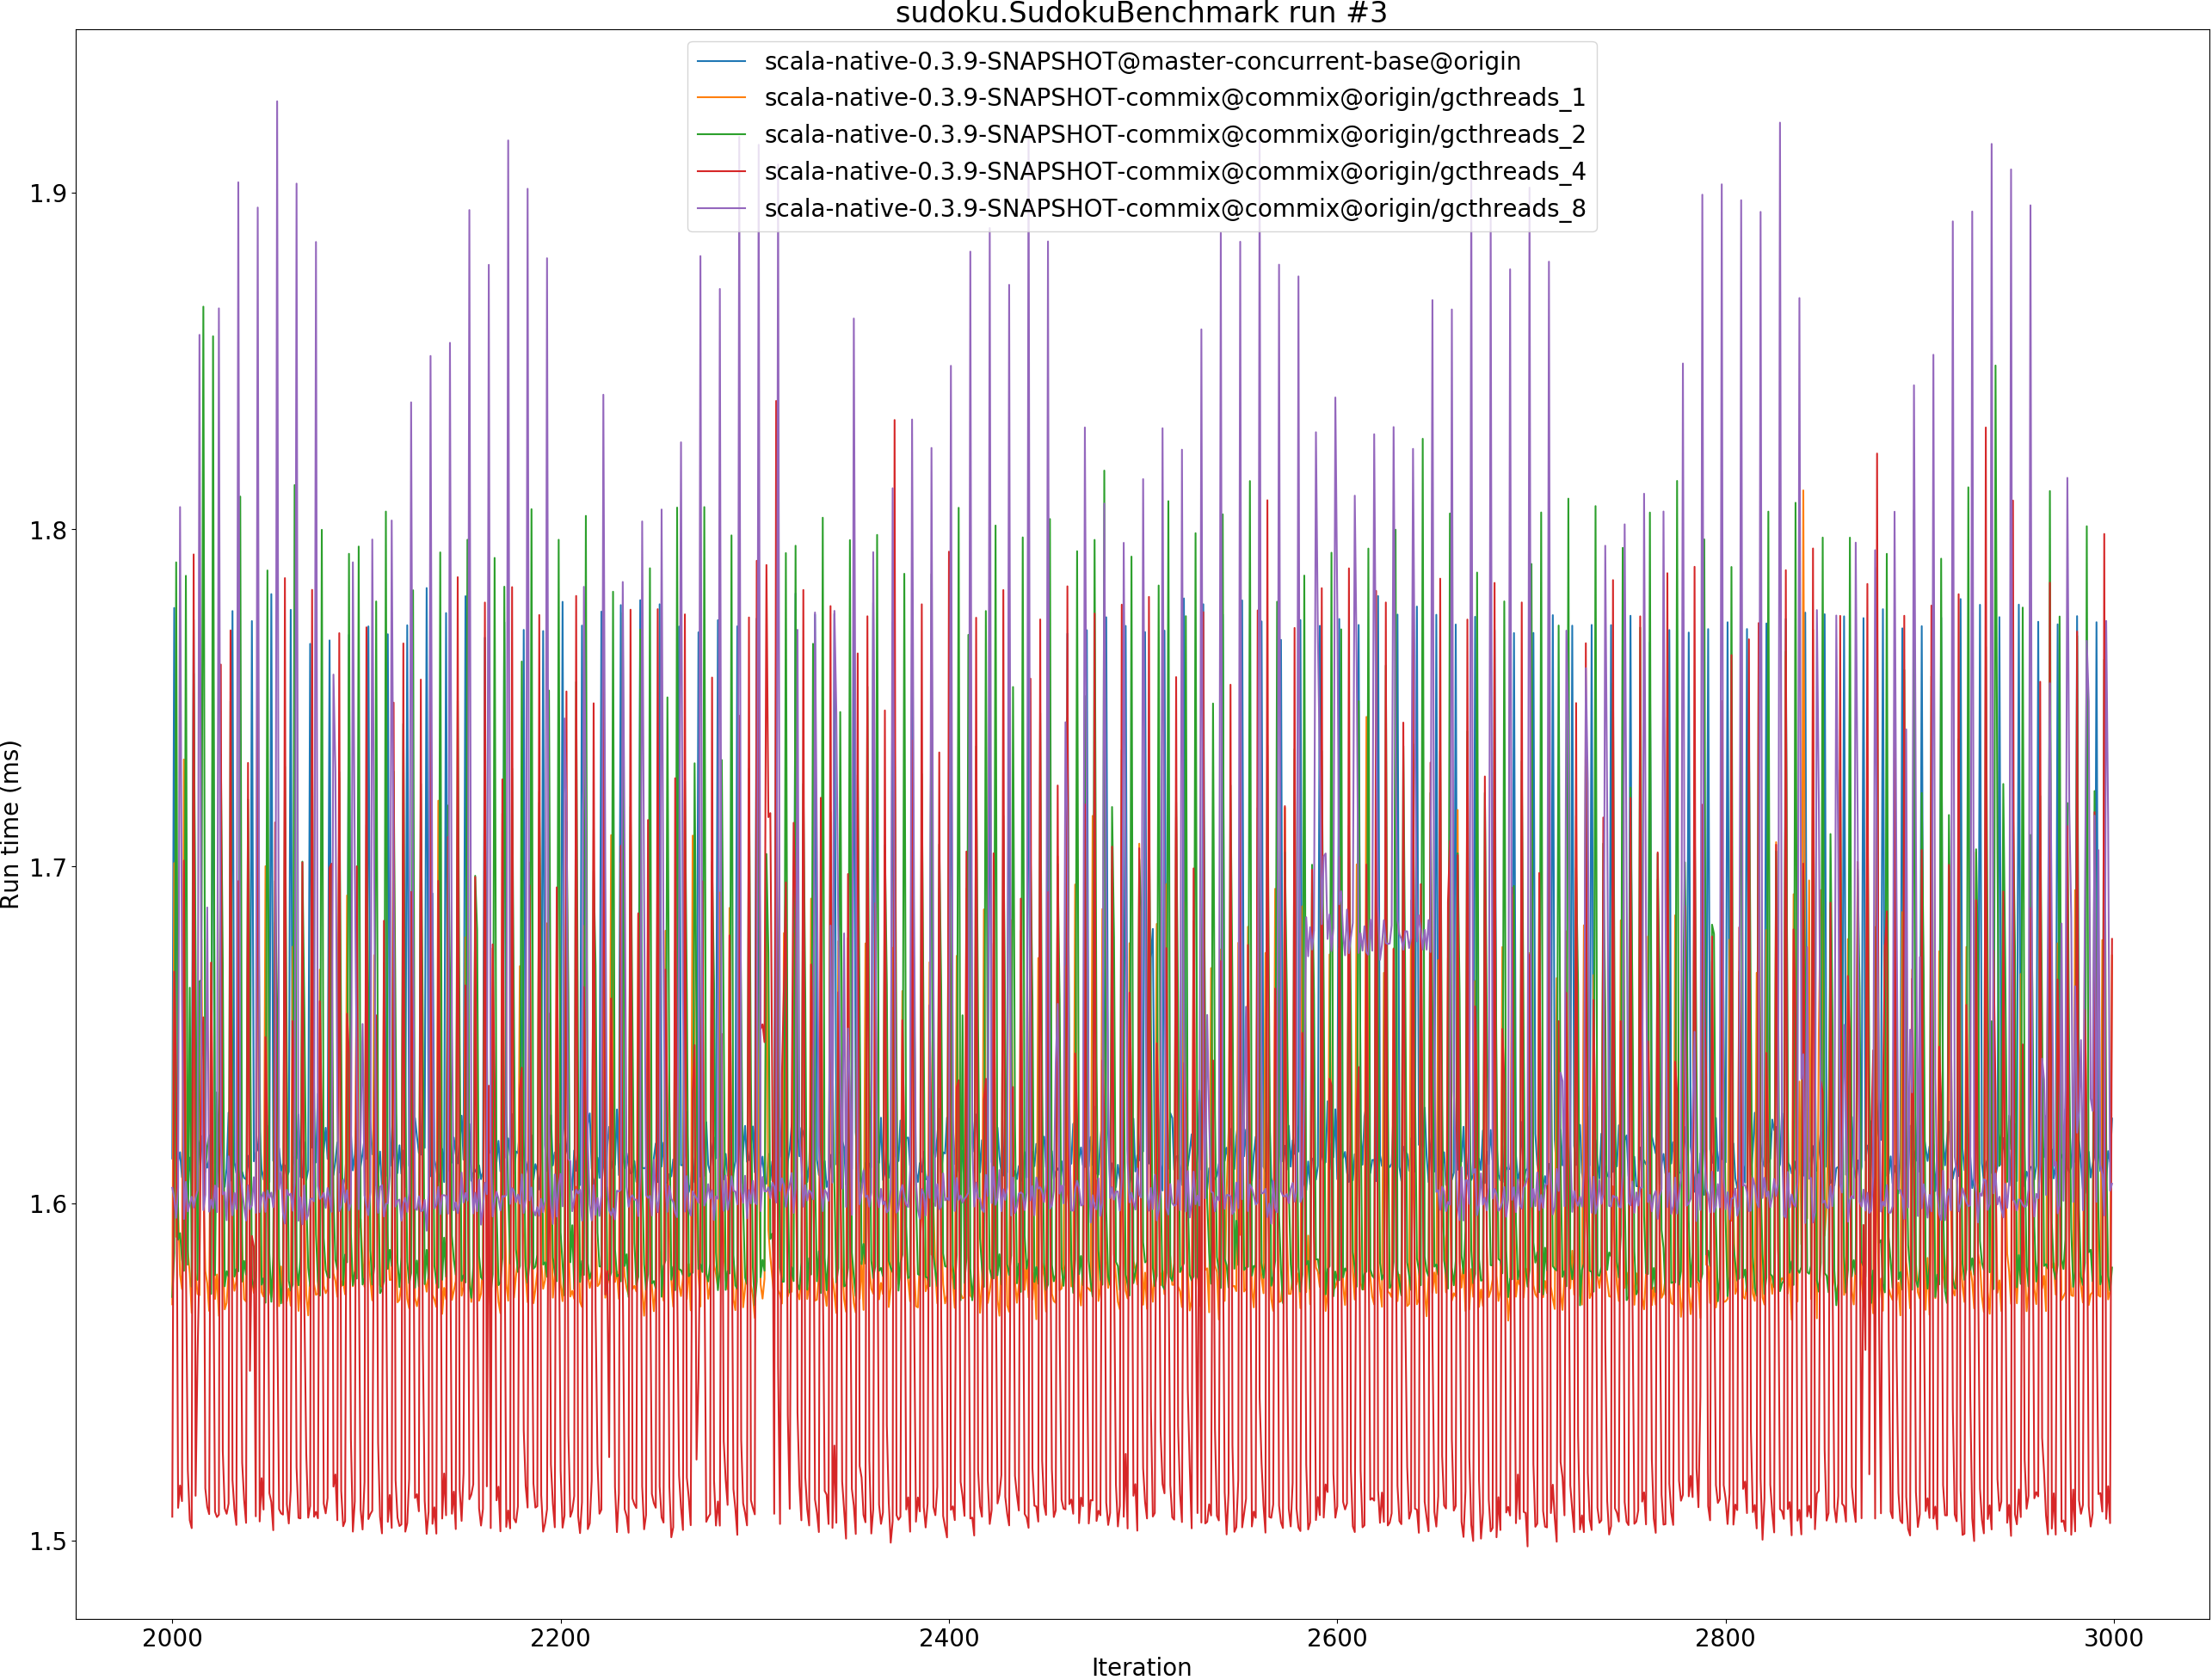 sudoku.SudokuBenchmark run #3
scala-native-0.3.9-SNAPSHOT@master-concurrent-base@origin
scala-native-0.3.9-SNAPSHOT-commix@commix@origin/gcthreads_1
scala-native-0.3.9-SNAPSHOT-commix@commix@origin/gcthreads_2
scala-native-0.3.9-SNAPSHOT-commix@commix@origin/gcthreads_4
scala-native-0.3.9-SNAPSHOT-commix@commix@origin/gcthreads_8
Run time (ms)
1.9
1.8
1.7
1.6
1.5
2000 2200 2400 2600 2800 3000
Iteration